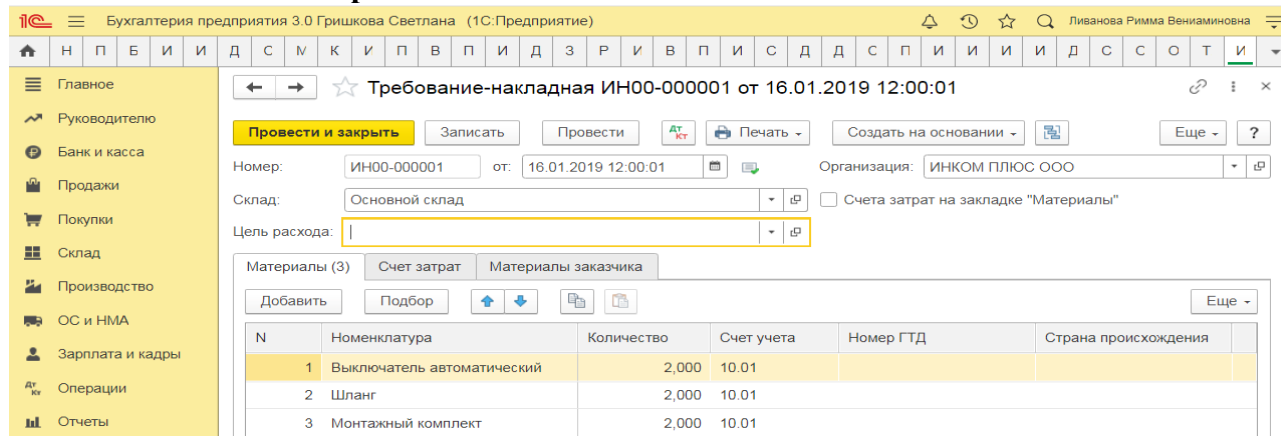 1С Бухгалтерия предприятия 3.0 Гришкова Светлана (1С:Предприятие) Ливанова Римма Вениаминовна
Н П Б И И Д С М К И П В П И Д З Р И В П И С Д Д С П И И И И Д С С О Т И
Главное
Руководителю
Банк и касса
Продажи
Покупки
Склад
Производство
ОС и НМА
Зарплата и кадры
Дт Кт Операции
Отчеты
Требование-накладная ИН00-000001 от 16.01.2019 12:00:01
Провести и закрыть Записать Провести Дт Кт Печать Создать на основании Еще ?
Номер: ИН00-000001 от: 16.01.2019 12:00:01 Организация: ИНКОМ ПЛЮС ООО
Склад: Основной склад Счета затрат на закладке "Материалы"
Цель расхода:
Материалы (3) Счет затрат Материалы заказчика
Добавить Подбор Еще
N Номенклатура Количество Счет учета Номер ГТД Страна происхождения
1 Выключатель автоматический 2,000 10.01
2 Шланг 2,000 10.01
3 Монтажный комплект 2,000 10.01